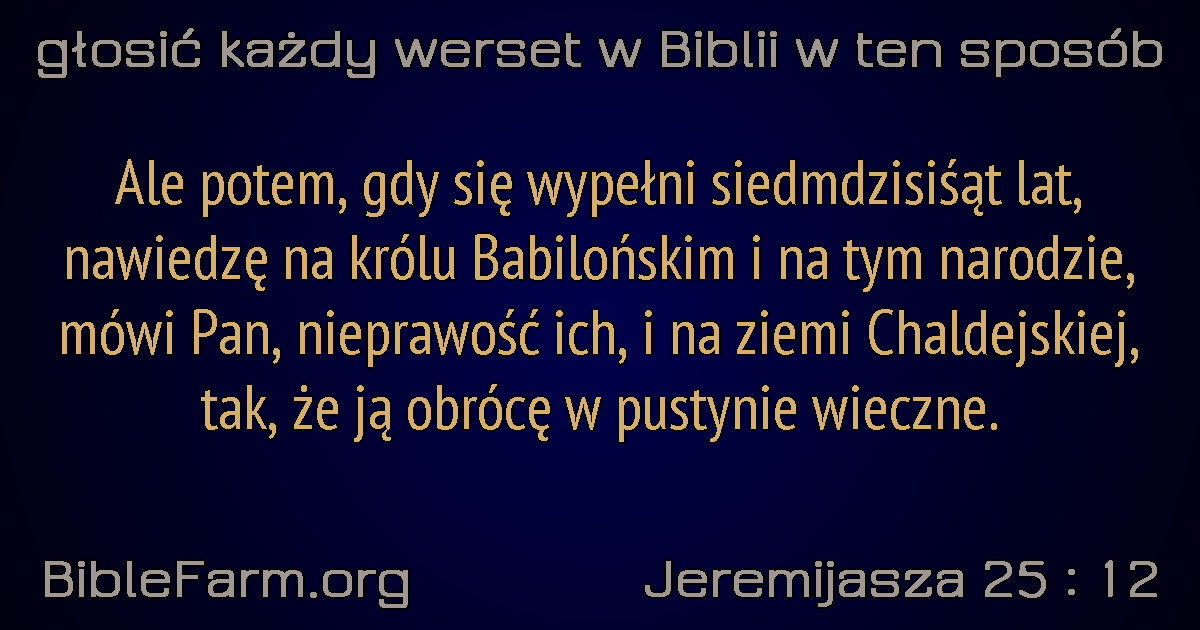 głosić każdy werset w Biblii w ten sposób
Ale potem, gdy się wypełni siedmdzisiśąt lat,
nawiedzę na królu Babilońskim i na tym narodzie,
mówi Pan, nieprawość ich, i na ziemi Chaldejskiej,
tak, że ją obrócę w pustynie wieczne.
BibleFarm.org
Jeremijasza 25 : 12